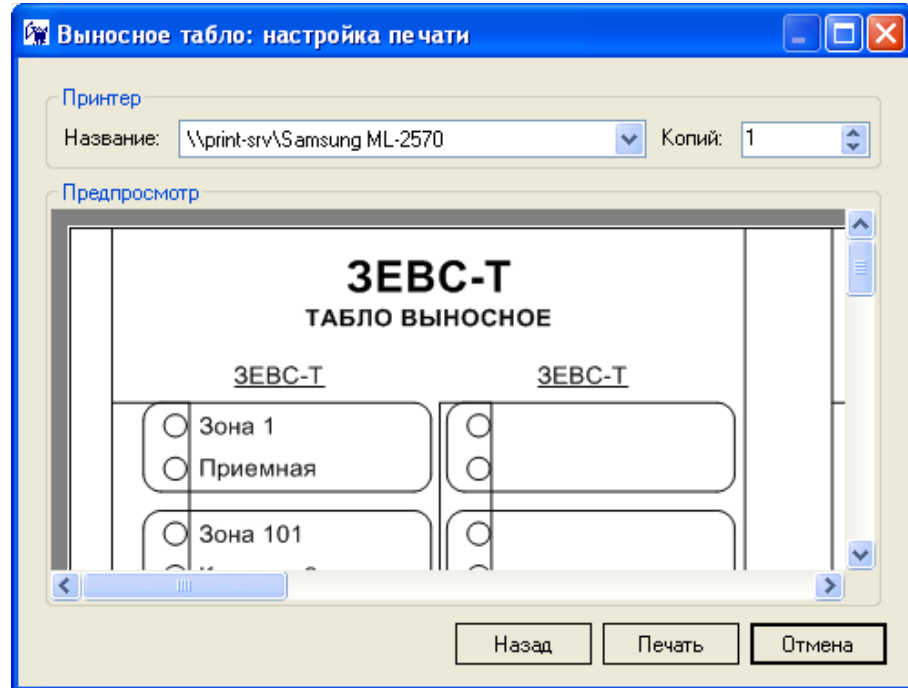 Выносное табло: настройка печати
Принтер
Название: \\print-srv\Samsung ML-2570 Копий: 1
Предпросмотр
ЗЕВС-Т
ТАБЛО ВЫНОСНОЕ
ЗЕВС-Т ЗЕВС-Т
Зона 1
Приемная
Зона 101
Назад Печать Отмена